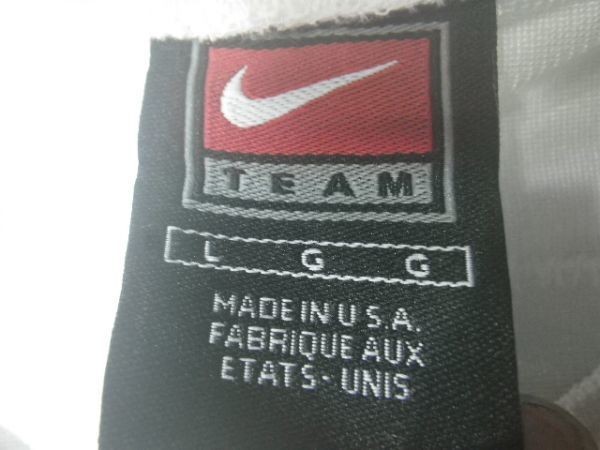 TEAM
L G G
MADE IN U.S.A.
FABRIQUE AUX
ETATS-UNIS